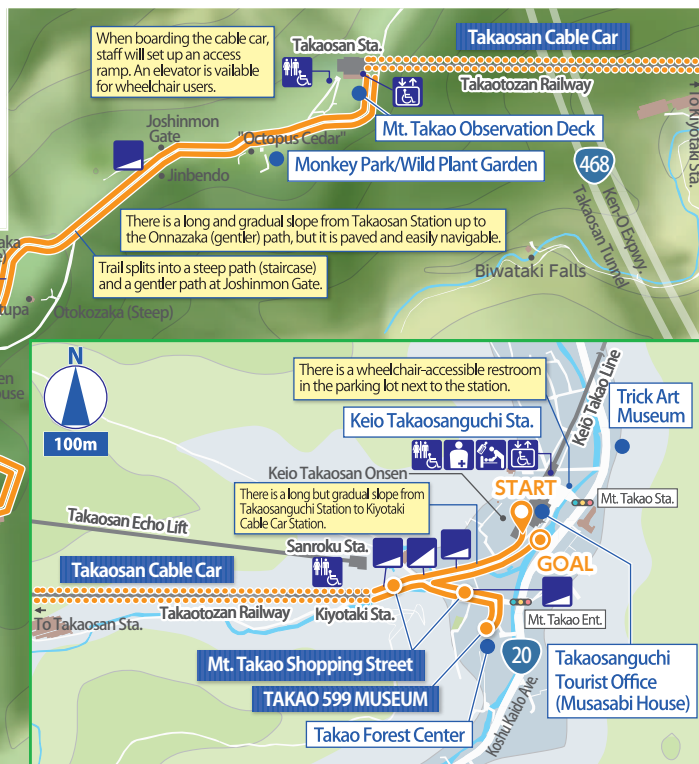 When boarding the cable car,
staff will set up an access
ramp. An elevator is vailable
for wheelchair users.
Takaosan Sta.
Takaosan Cable Car
Takaotozan Railway
To Kiyotaki Sta.
Mt. Takao Observation Deck
Joshinmon
Gate
"Octopus Cedar"
Monkey Park/Wild Plant Garden
Jinbendo
468
Ken-O Expwy.
Takaosan Tunnel
There is a long and gradual slope from Takaosan Station up to
the Onnazaka (gentler) path, but it is paved and easily navigable.
Biwataki Falls
Trail splits into a steep path (staircase)
and a gentler path at Joshinmon Gate.
Otokozaka (Steep)
N
100m
There is a wheelchair-accessible restroom
in the parking lot next to the station.
Keiō Takao Line
Trick Art
Museum
Keio Takaosanguchi Sta.
Keio Takaosan Onsen
START
Mt. Takao Sta.
There is a long but gradual slope from
Takaosanguchi Station to Kiyotaki
Cable Car Station.
Takaosan Echo Lift
Sanroku Sta.
GOAL
Takaosan Cable Car
Takaotozan Railway
Kiyotaki Sta.
To Takaosan Sta.
Mt. Takao Ent.
Mt. Takao Shopping Street
20
TAKAO 599 MUSEUM
Takaosanguchi
Tourist Office
(Musasabi House)
Takao Forest Center
Koshu Kaido Ave.